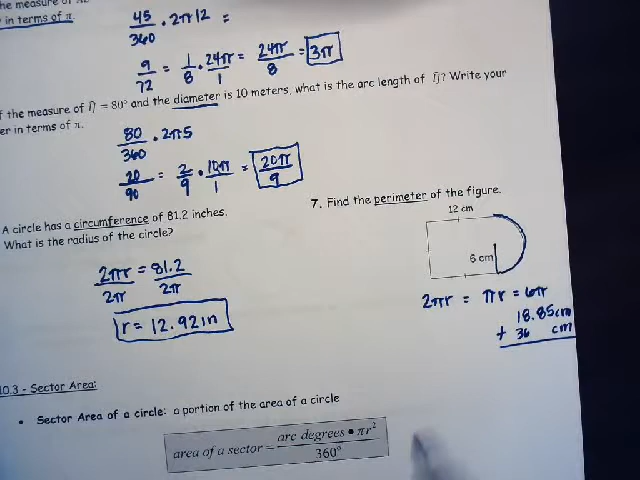 he measure of
in terms of π.
45/360 · 2π12 =
9/72 = 1/8 · 24π/1 = 24π/8 = 3π
f the measure of IJ = 80° and the diameter is 10 meters, what is the arc length of IJ? Write your
er in terms of π.
80/360 · 2π5
20/90 = 2/9 · 10π/1 = 20π/9
A circle has a circumference of 81.2 inches.
What is the radius of the circle?
2πr/2π = 81.2/2π
r = 12.92in
7. Find the perimeter of the figure.
12 cm
6 cm
2πr = πr = 6π
18.85cm
+ 36 cm
10.3 - Sector Area:
• Sector Area of a circle: a portion of the area of a circle
area of a sector = arc degrees • πr²/360°